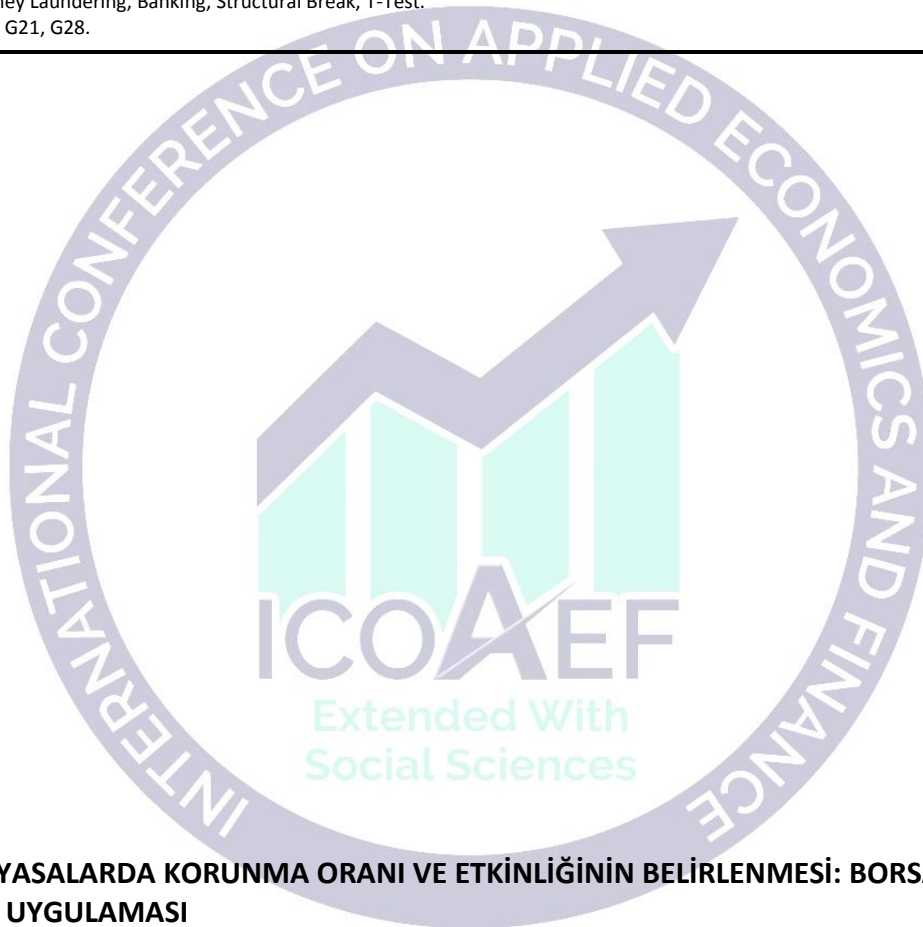 ney Laundering, Banking, Structural Break, T-Test.
G21, G28.
INTERNATIONAL CONFERENCE ON APPLIED ECONOMICS AND FINANCE
ICOAEF
Extended With
Social Sciences
YASALARDA KORUNMA ORANI VE ETKİNLİĞİNİN BELİRLENMESİ: BORS
UYGULAMASI